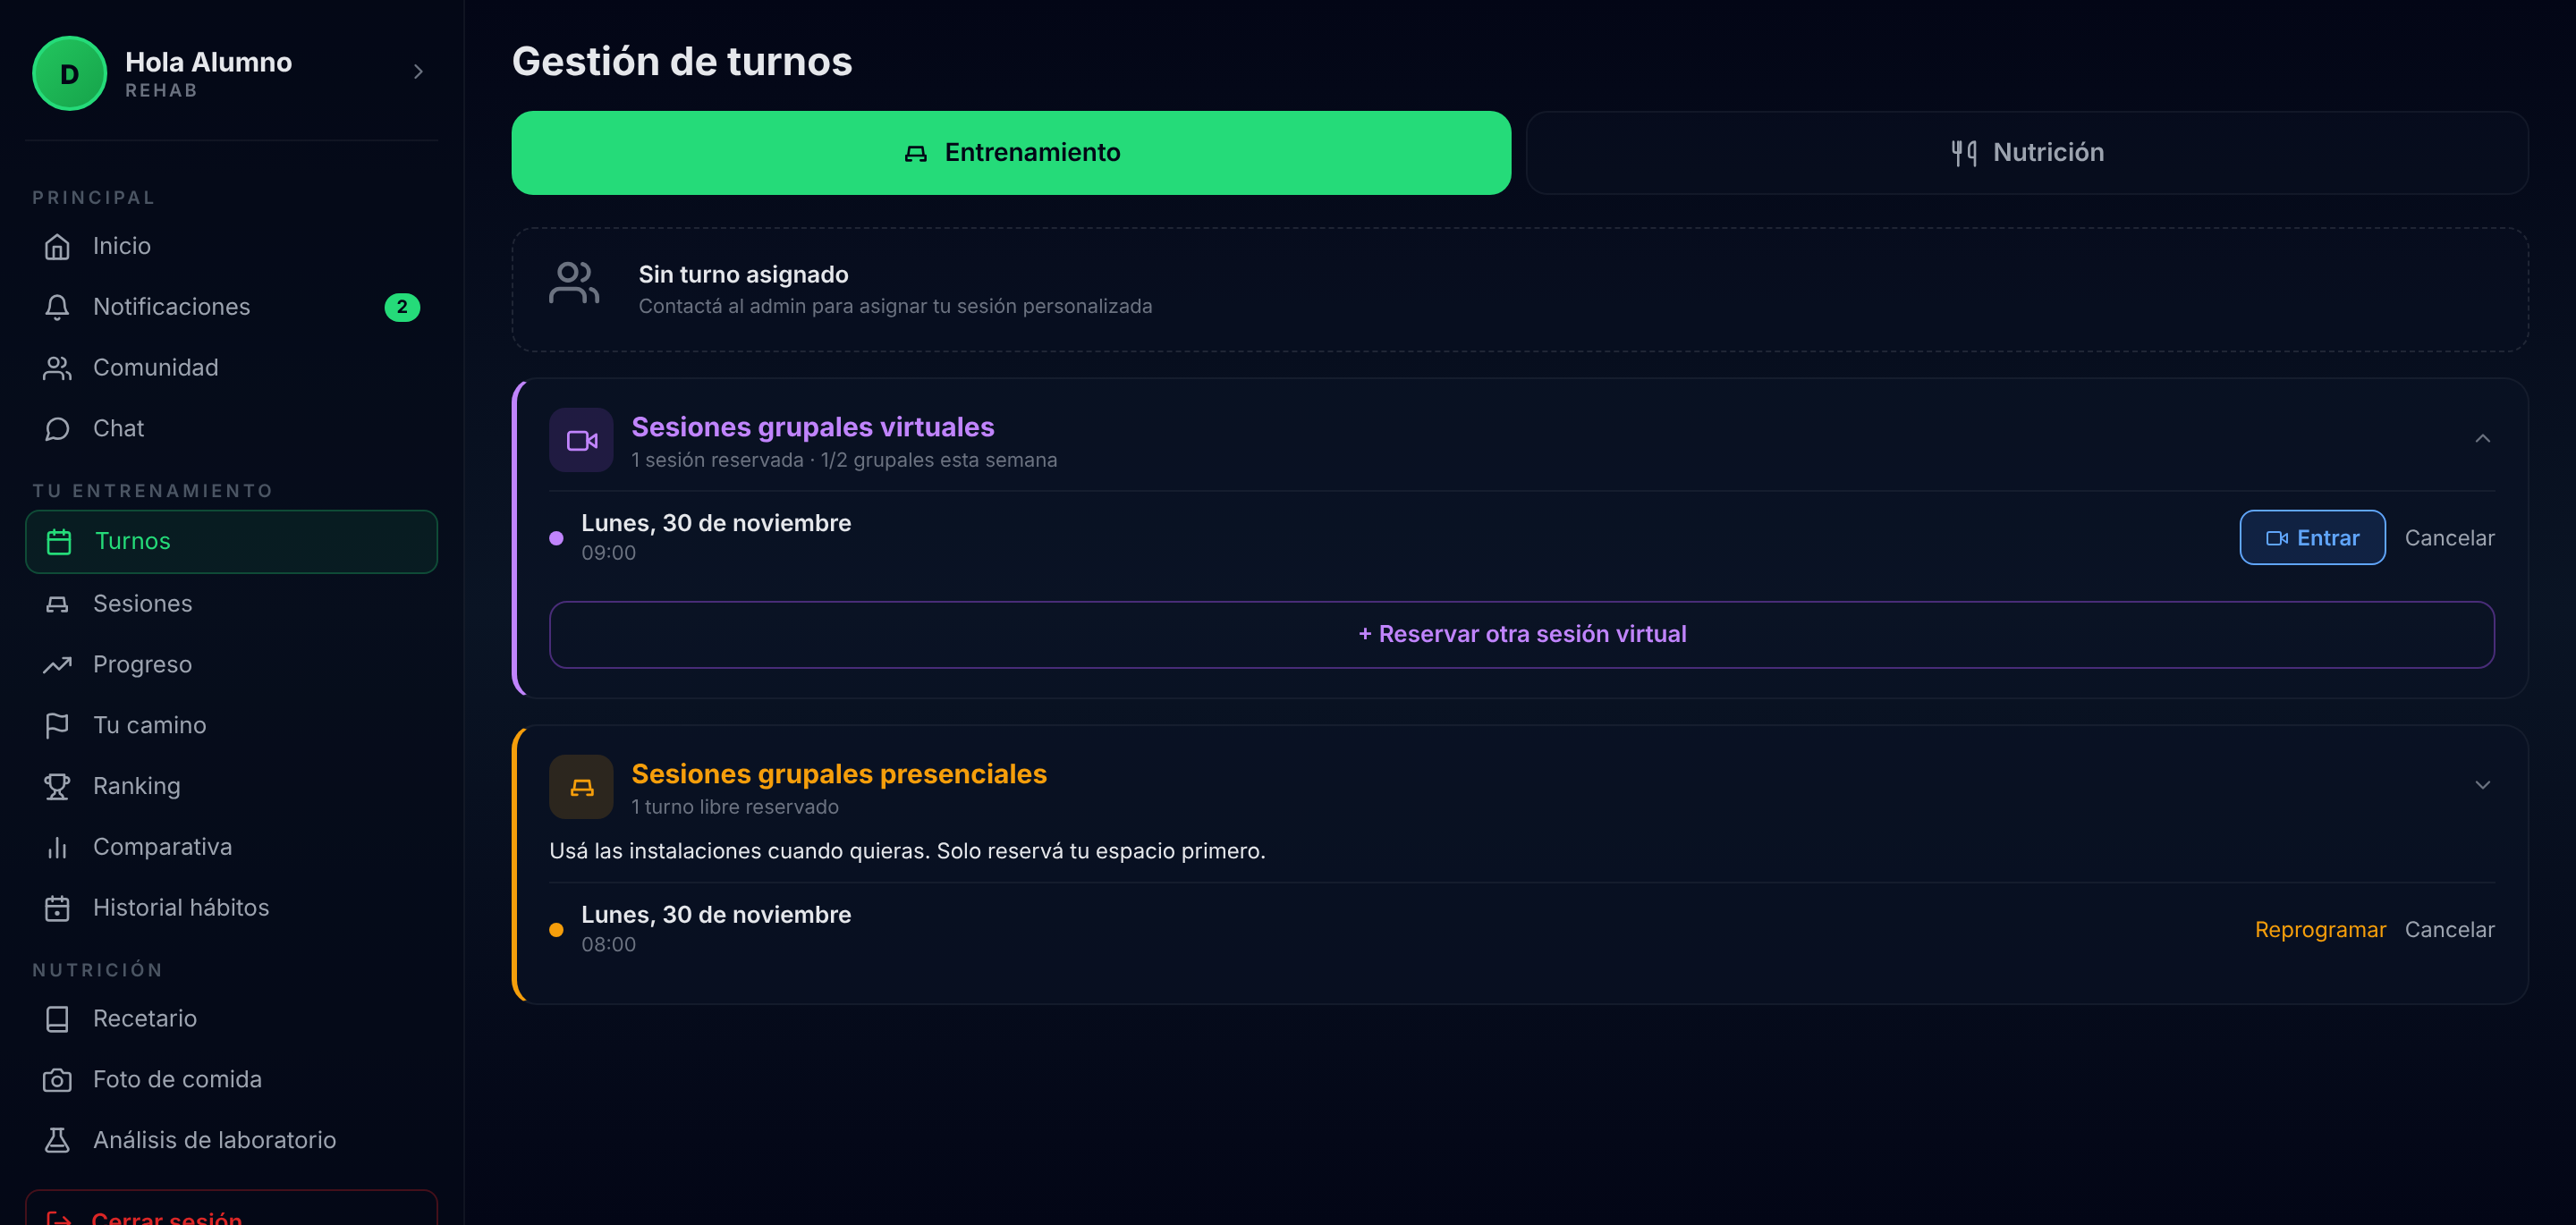 D
Hola Alumno
REHAB
PRINCIPAL
Inicio
Notificaciones 2
Comunidad
Chat
TU ENTRENAMIENTO
Turnos
Sesiones
Progreso
Tu camino
Ranking
Comparativa
Historial hábitos
NUTRICIÓN
Recetario
Foto de comida
Análisis de laboratorio
Cerrar sesión
Gestión de turnos
Entrenamiento
Nutrición
Sin turno asignado
Contactá al admin para asignar tu sesión personalizada
Sesiones grupales virtuales
1 sesión reservada · 1/2 grupales esta semana
Lunes, 30 de noviembre
09:00
Entrar
Cancelar
+ Reservar otra sesión virtual
Sesiones grupales presenciales
1 turno libre reservado
Usá las instalaciones cuando quieras. Solo reservá tu espacio primero.
Lunes, 30 de noviembre
08:00
Reprogramar
Cancelar